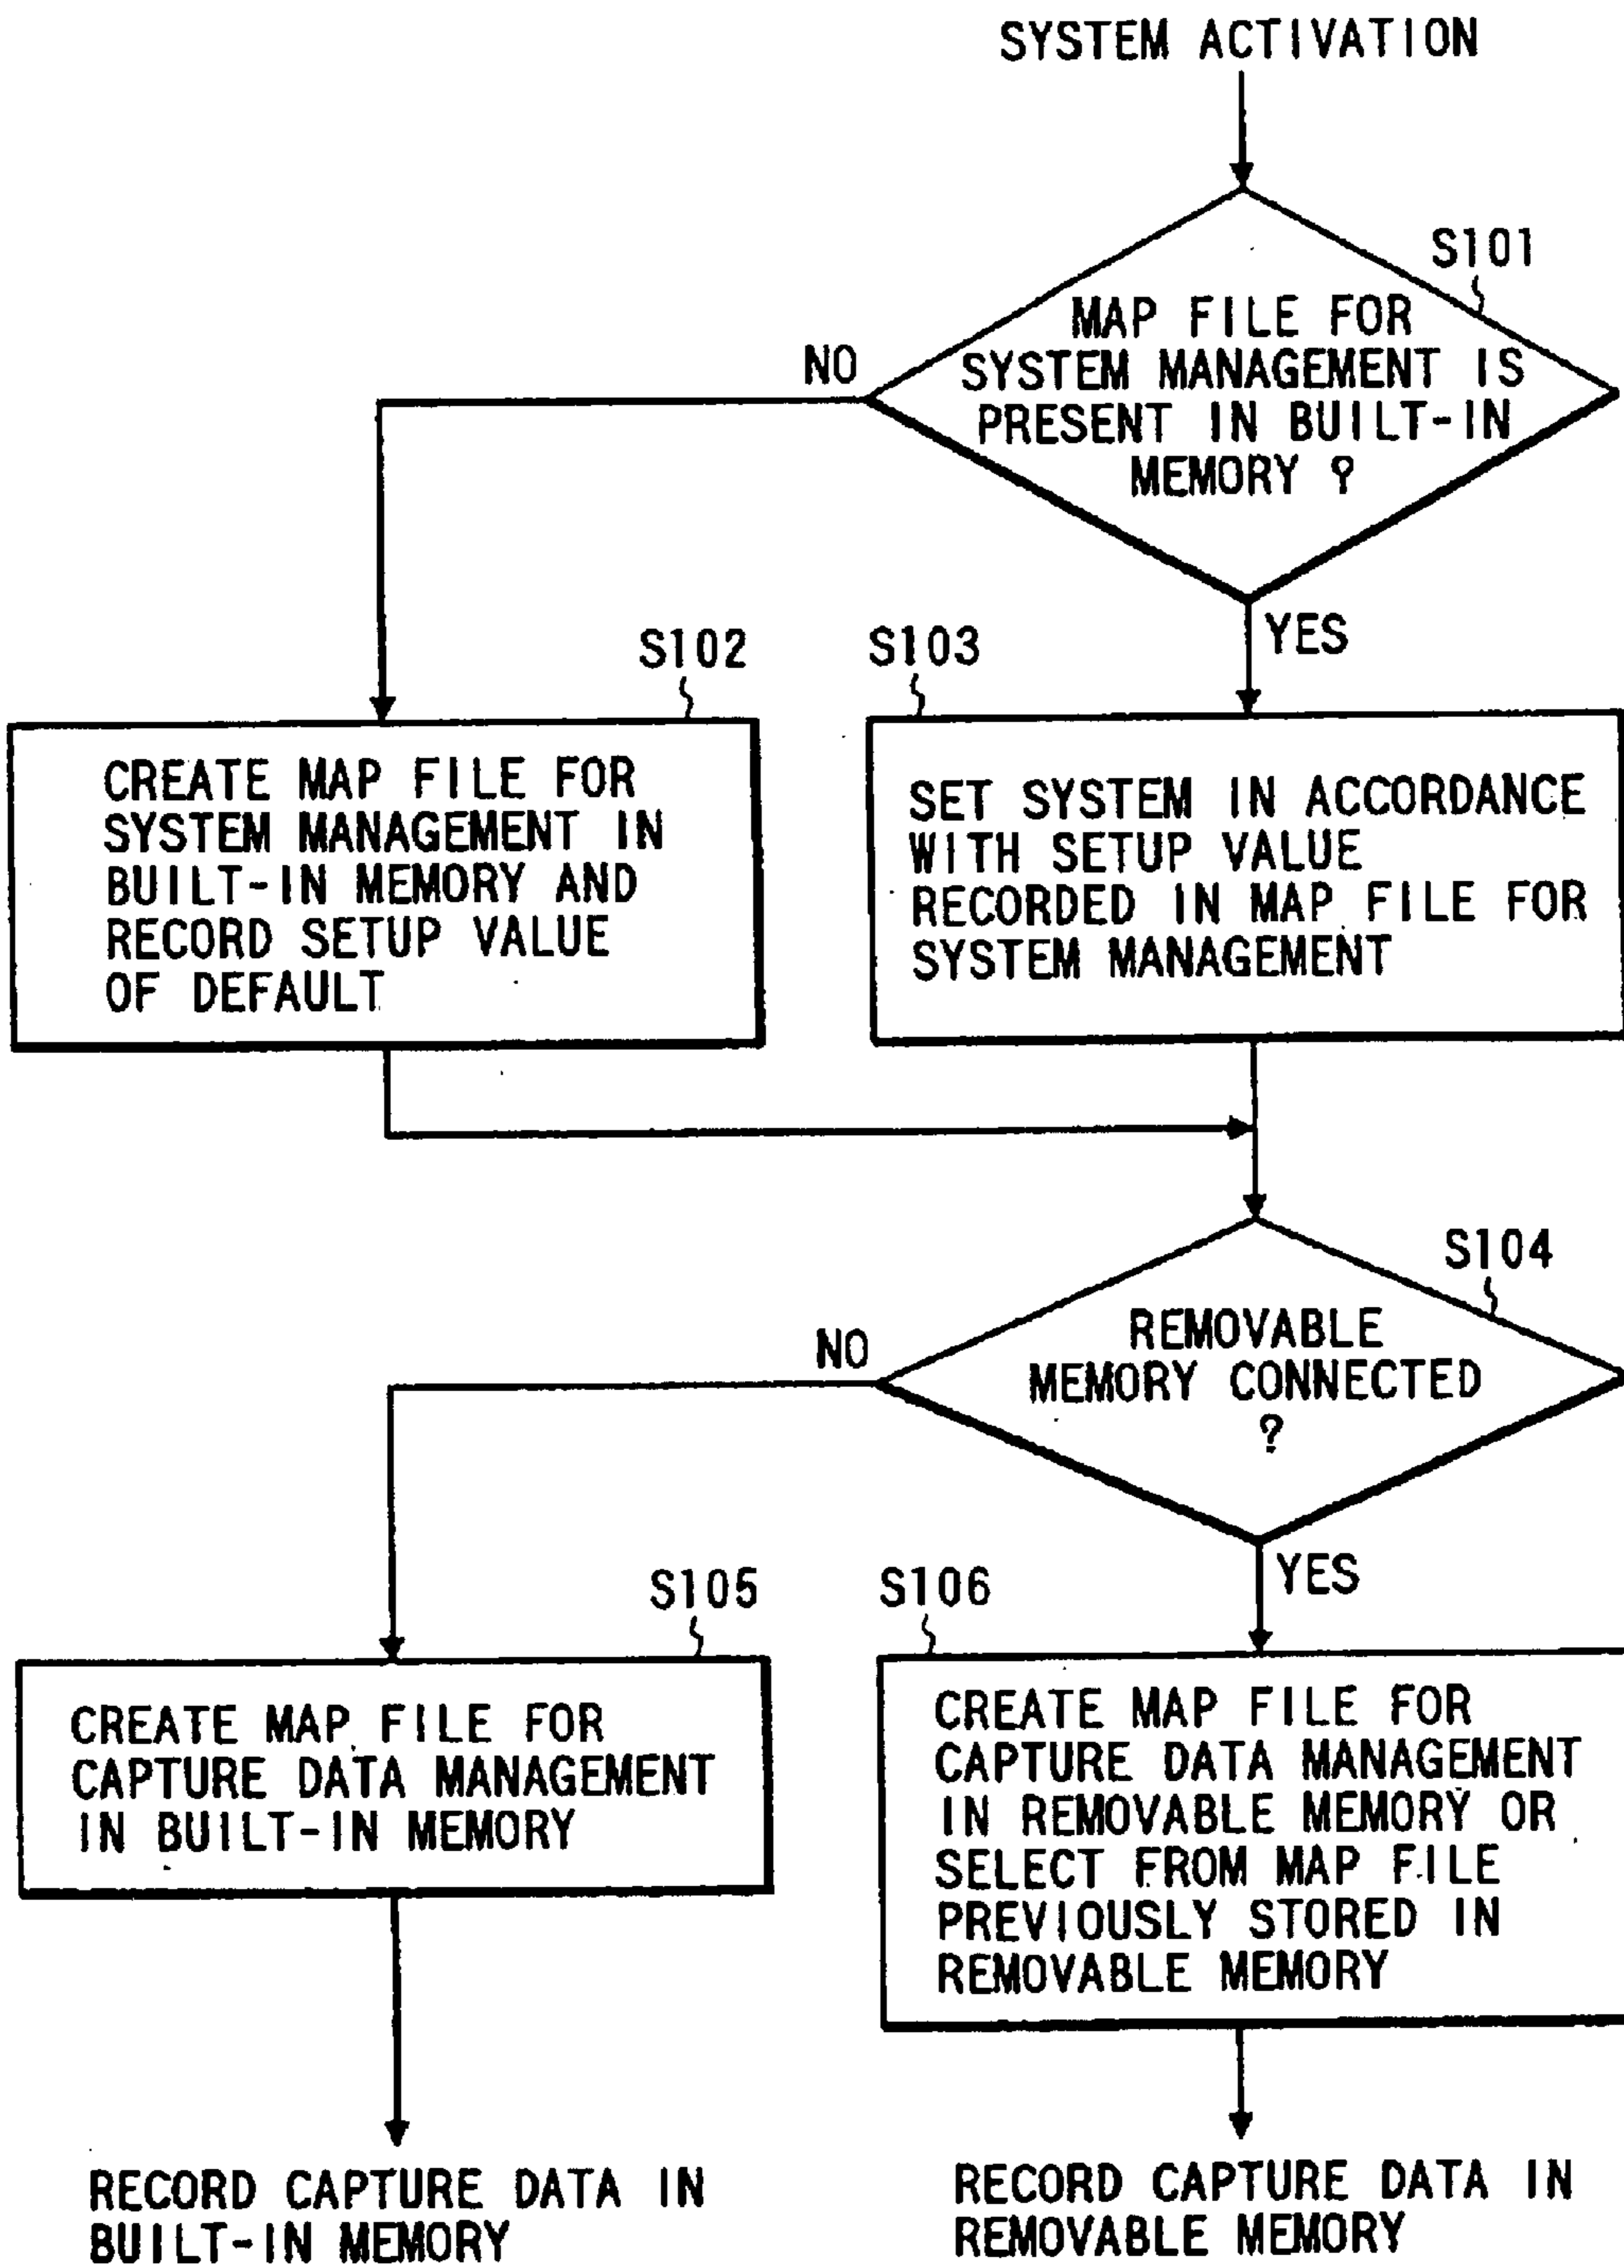 SYSTEM ACTIVATION
S101
MAP FILE FOR
SYSTEM MANAGEMENT IS
PRESENT IN BUILT-IN
MEMORY ?
NO
YES
S102
CREATE MAP FILE FOR
SYSTEM MANAGEMENT IN
BUILT-IN MEMORY AND
RECORD SETUP VALUE
OF DEFAULT
S103
SET SYSTEM IN ACCORDANCE
WITH SETUP VALUE
RECORDED IN MAP FILE FOR
SYSTEM MANAGEMENT
S104
REMOVABLE
MEMORY CONNECTED
?
NO
YES
S105
CREATE MAP FILE FOR
CAPTURE DATA MANAGEMENT
IN BUILT-IN MEMORY
S106
CREATE MAP FILE FOR
CAPTURE DATA MANAGEMENT
IN REMOVABLE MEMORY OR
SELECT FROM MAP FILE
PREVIOUSLY STORED IN
REMOVABLE MEMORY
RECORD CAPTURE DATA IN
BUILT-IN MEMORY
RECORD CAPTURE DATA IN
REMOVABLE MEMORY